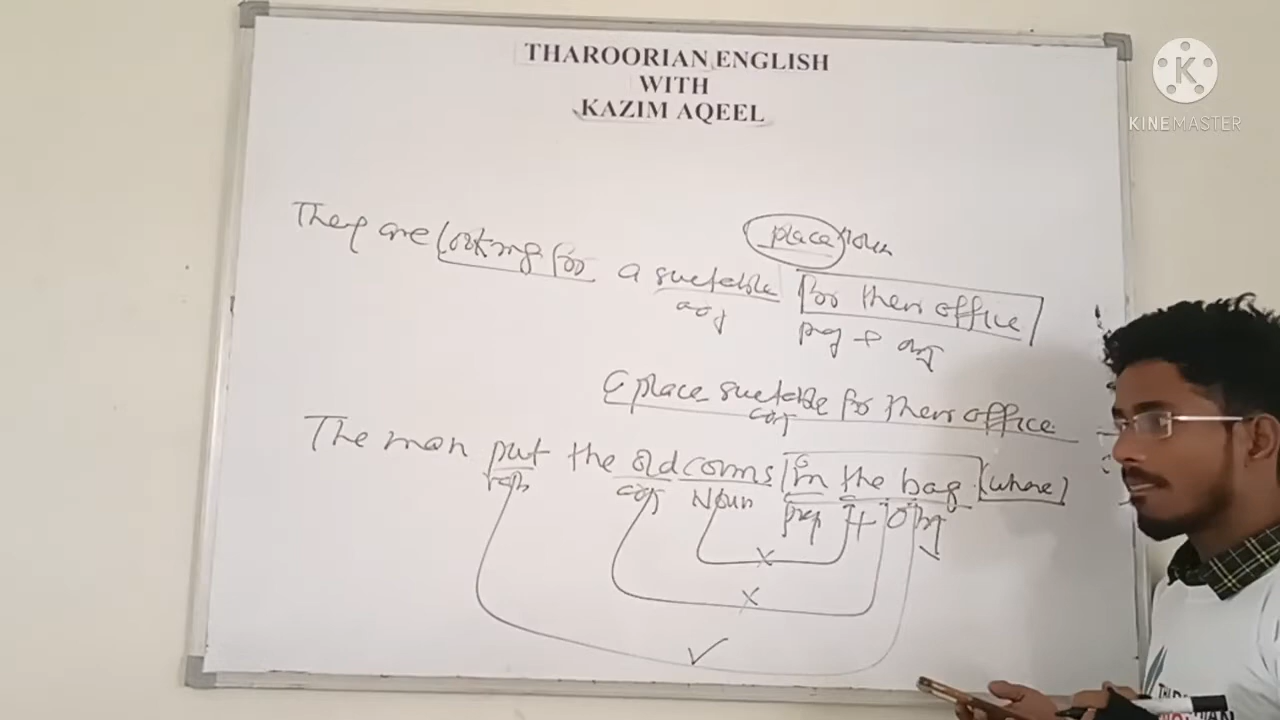 THAROORIAN ENGLISH
WITH
KAZIM AQEEL
K
KINEMASTER
place Noun
They are looking for a suitable for their office
adj
prep + obj
place suitable for their office
adj
The man put the old coins in the bag (where)
verb adj Noun prep + obj